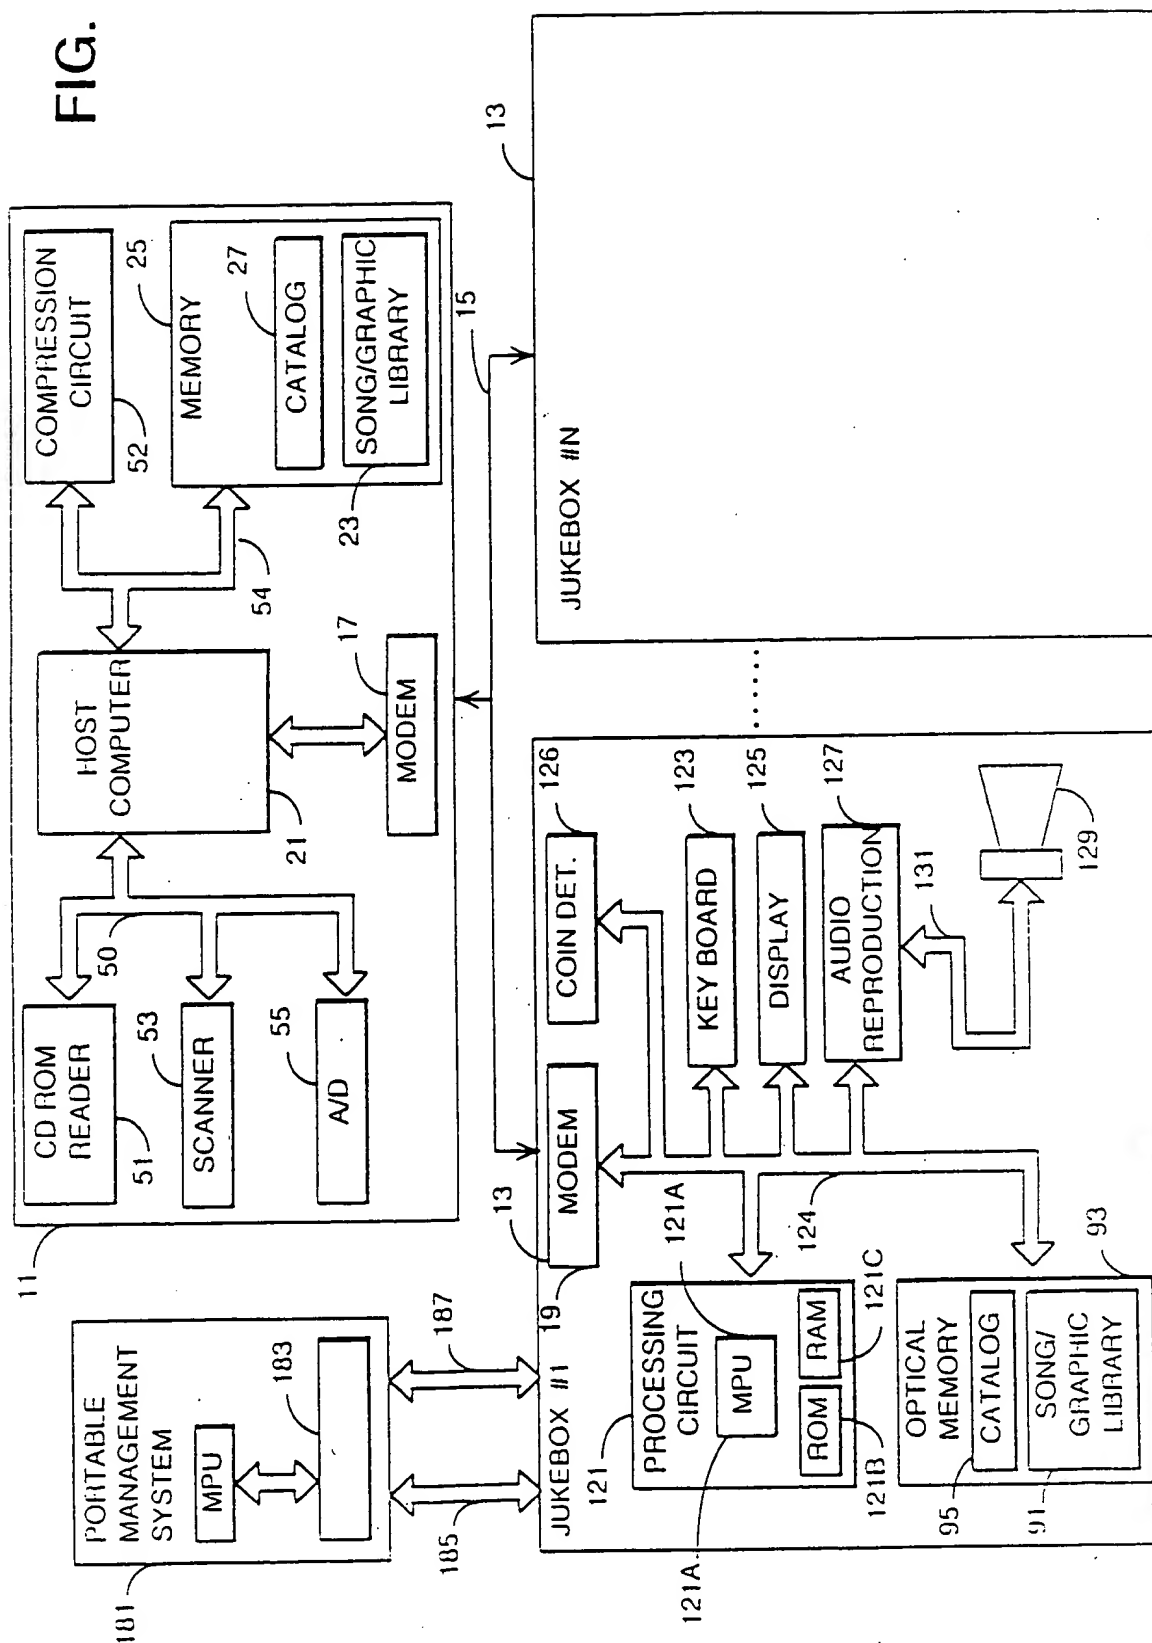 FIG.
11
CD ROM
READER
51
SCANNER
53
A/D
55
50
HOST
COMPUTER
21
MODEM
17
54
COMPRESSION
CIRCUIT
52
MEMORY
25
CATALOG
27
SONG/GRAPHIC
LIBRARY
23
15
181
PORTABLE
MANAGEMENT
SYSTEM
MPU
183
185
187
JUKEBOX #1
13
19
MODEM
COIN DET.
126
121
PROCESSING
CIRCUIT
MPU
121A
121A
ROM
RAM
121B
121C
124
KEY BOARD
123
DISPLAY
125
AUDIO
REPRODUCTION
127
131
129
OPTICAL
MEMORY
93
CATALOG
95
SONG/
GRAPHIC
LIBRARY
91
JUKEBOX #N
13